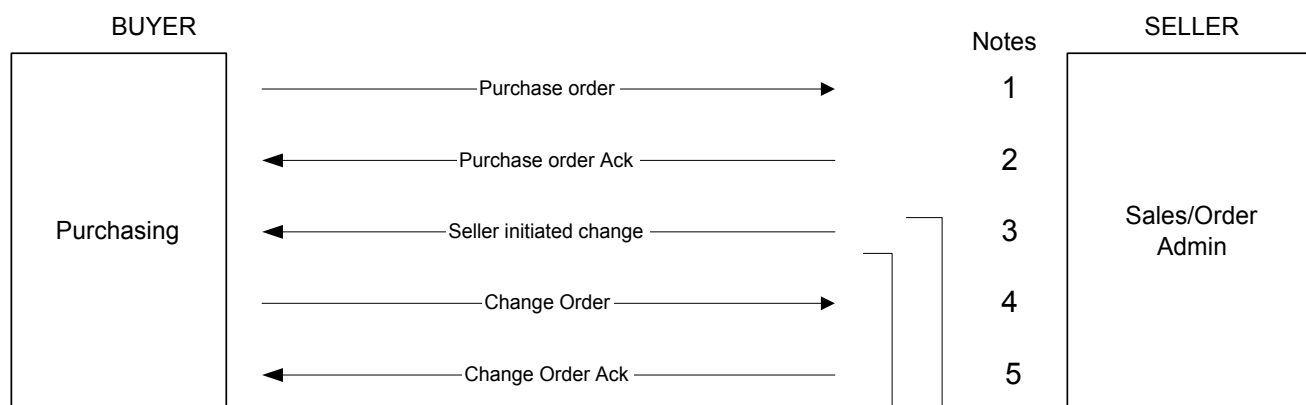 BUYER
Notes
SELLER
Purchase order
1
Purchase order Ack
2
Purchasing
Seller initiated change
3
Sales/Order
Admin
Change Order
4
Change Order Ack
5